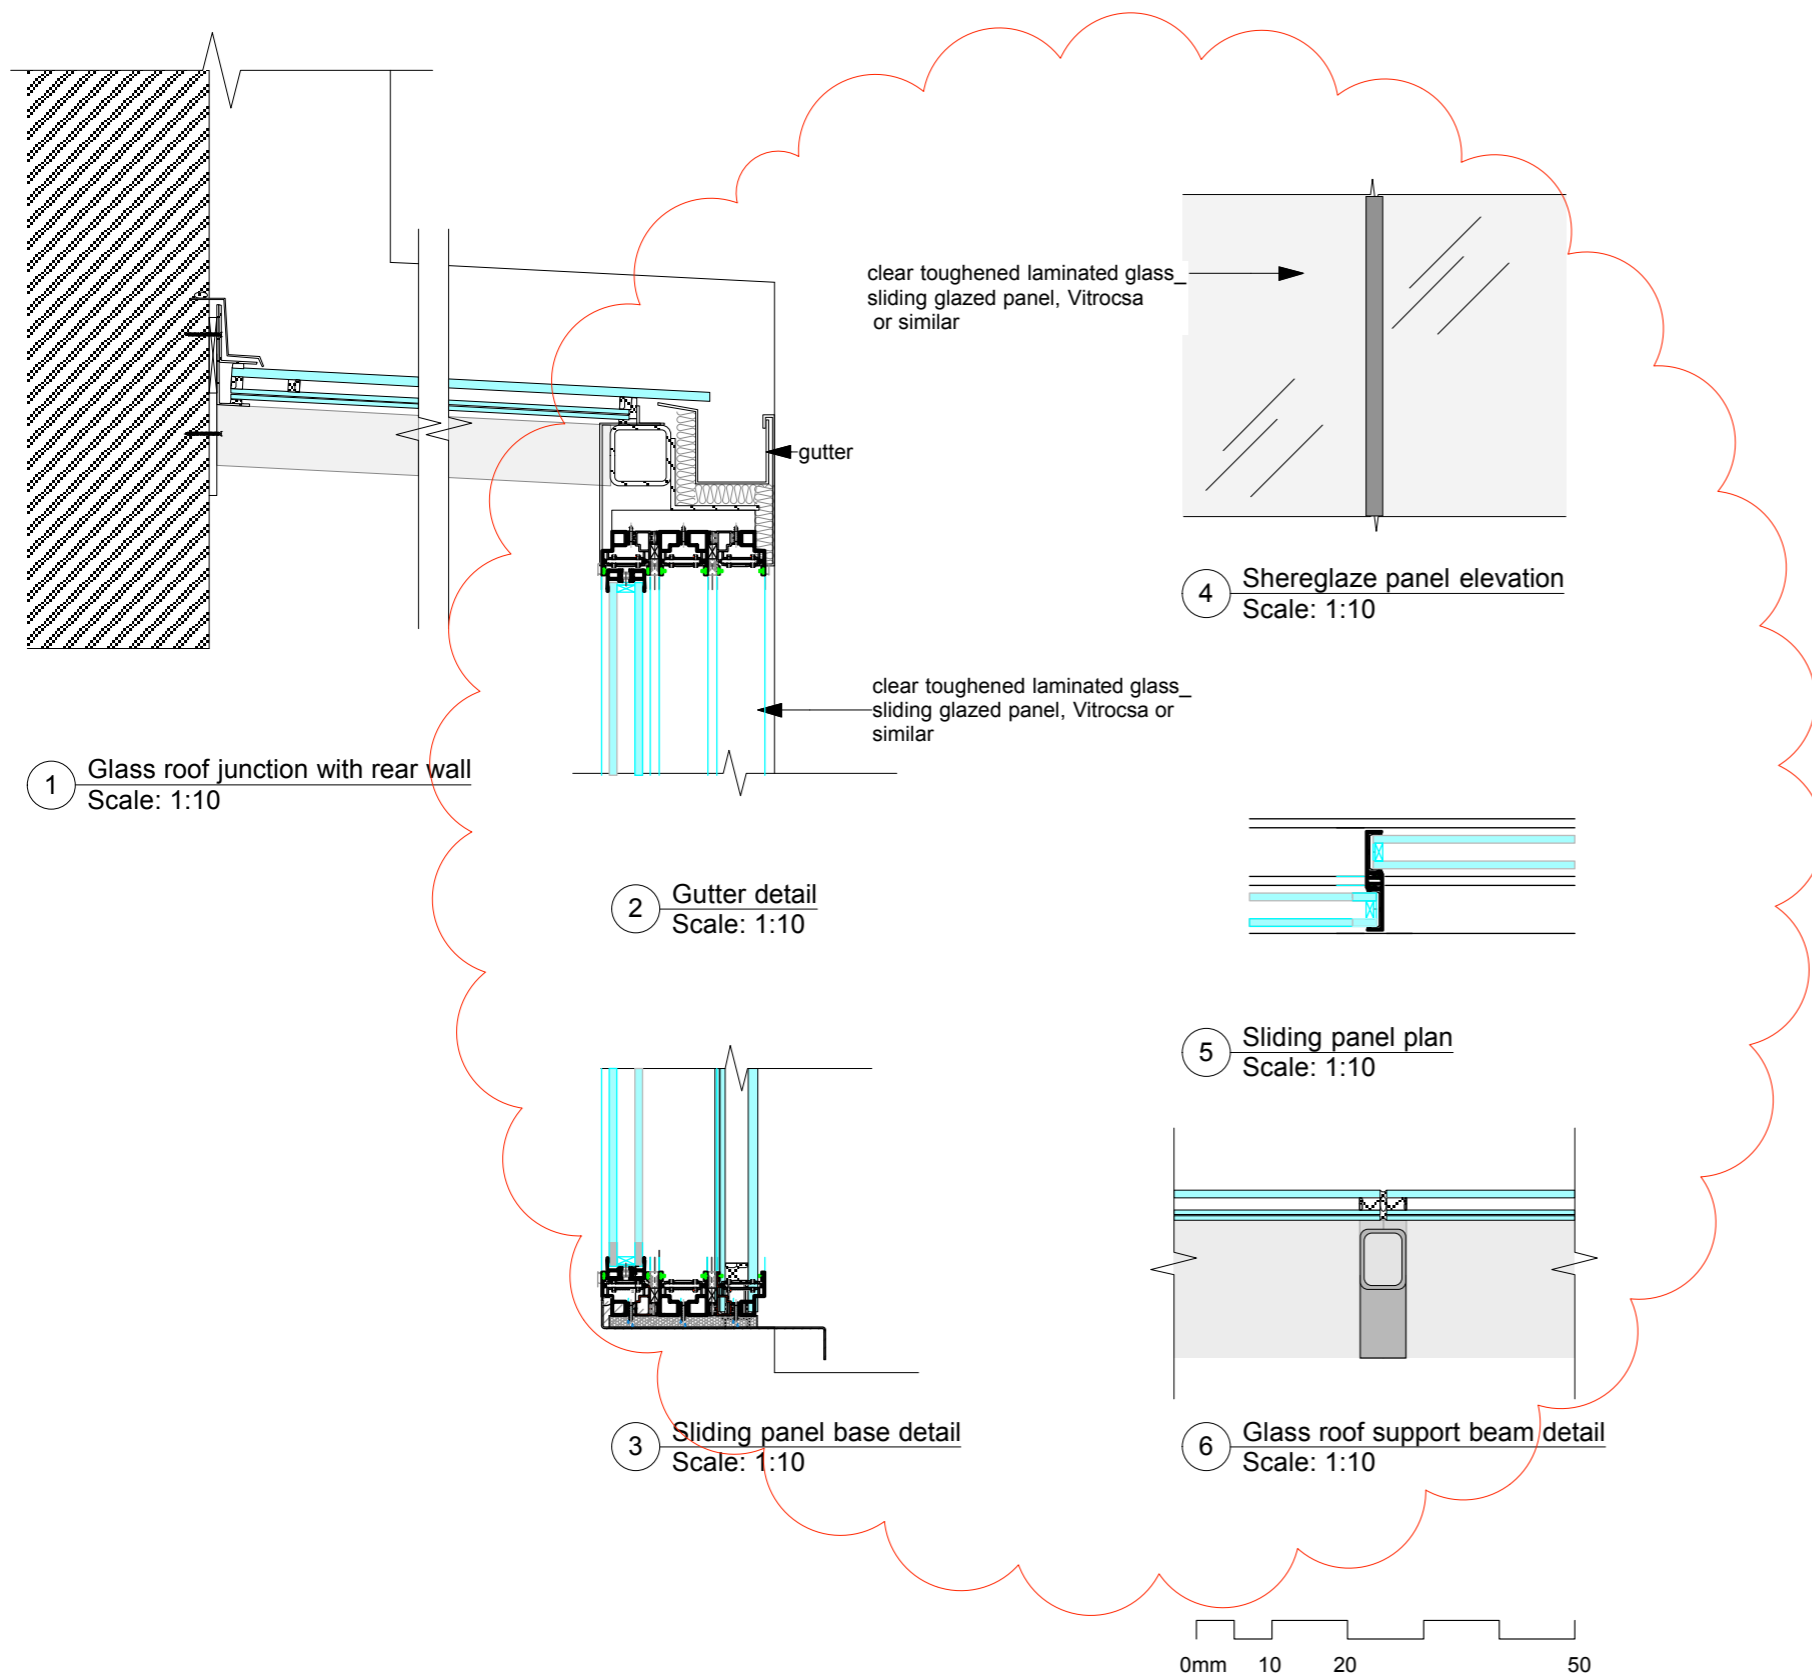 clear toughened laminated glass_
sliding glazed panel, Vitrocsa
or similar
gutter
4
Shereglaze panel elevation
Scale: 1:10
clear toughened laminated glass_
sliding glazed panel, Vitrocsa or
similar
1
Glass roof junction with rear wall
Scale: 1:10
2
Gutter detail
Scale: 1:10
5
Sliding panel plan
Scale: 1:10
3
Sliding panel base detail
Scale: 1:10
6
Glass roof support beam detail
Scale: 1:10
0mm 10 20 50